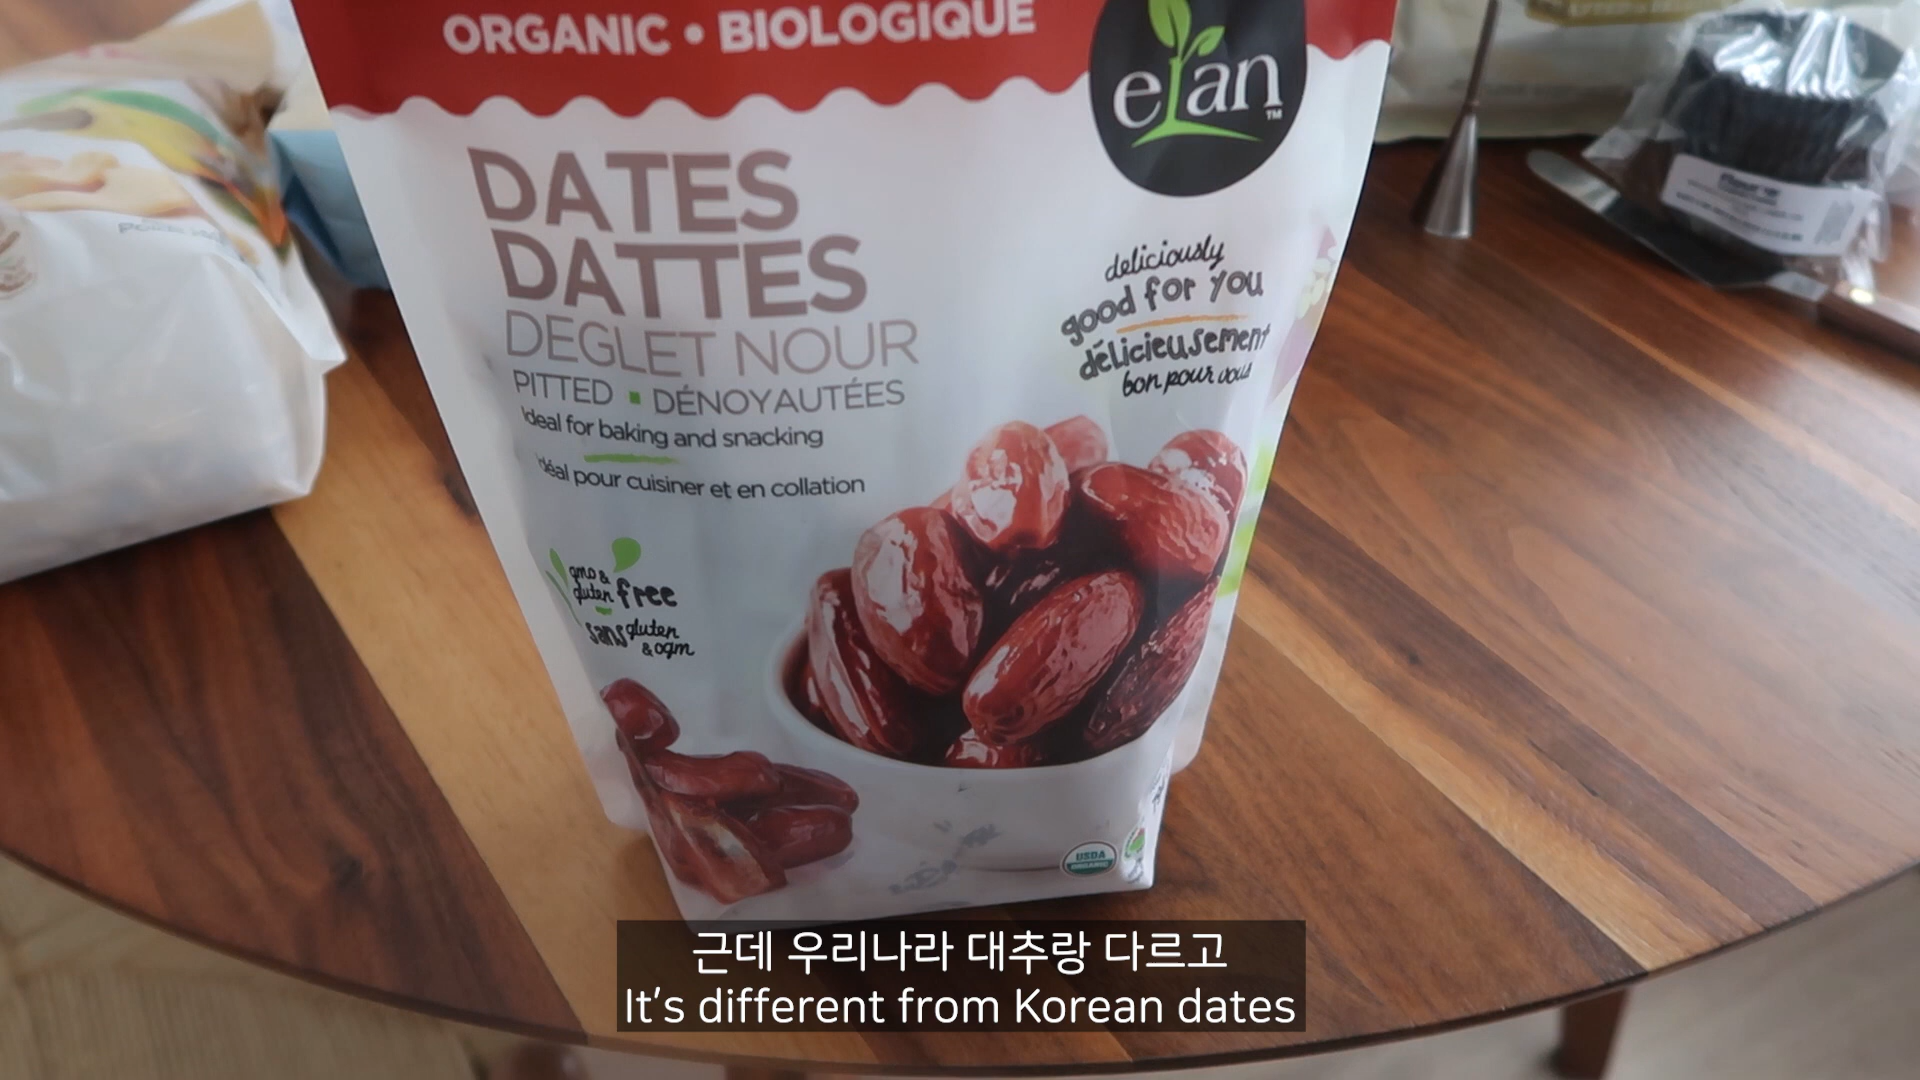 ORGANIC • BIOLOGIQUE
elan™
DATES
DATTES
DEGLET NOUR
PITTED ▪ DÉNOYAUTÉES
Ideal for baking and snacking
Idéal pour cuisiner et en collation
deliciously
good for you
délicieusement
bon pour vous
gmo &
gluten free
sans gluten
& ogm
USDA
ORGANIC
근데 우리나라 대추랑 다르고
It's different from Korean dates